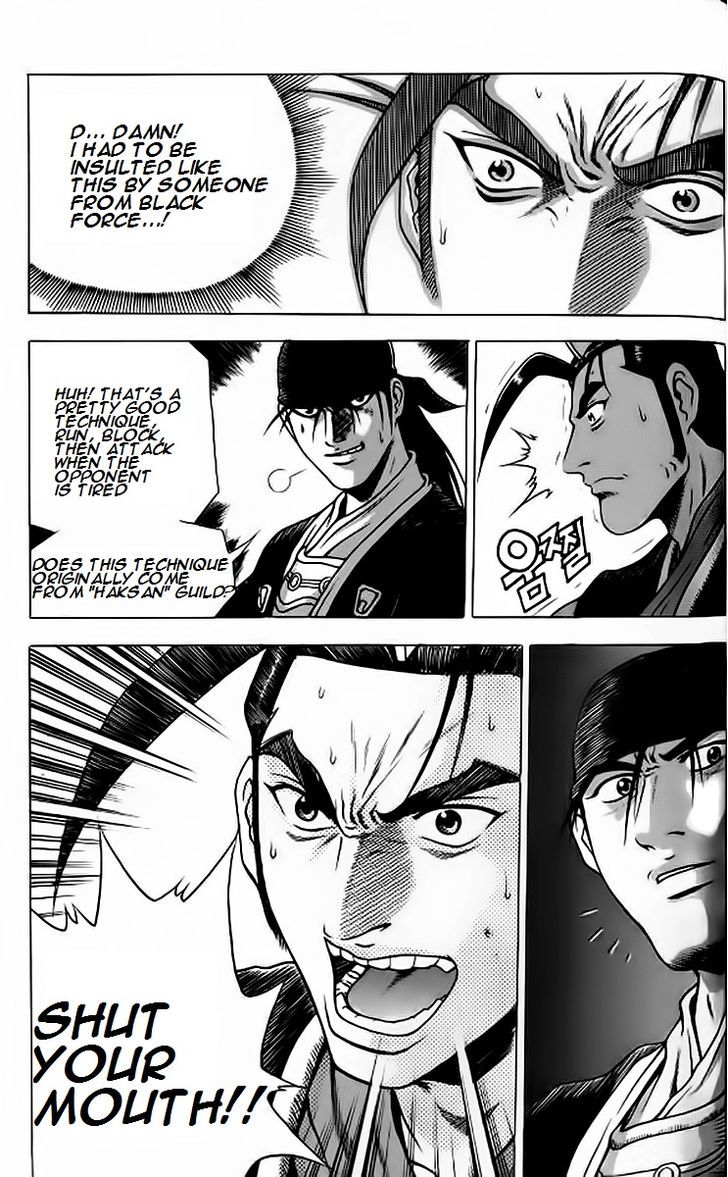 D... DAMN!
I HAD TO BE
INSULTED LIKE
THIS BY SOMEONE
FROM BLACK
FORCE...!
HUH! THAT'S A
PRETTY GOOD
TECHNIQUE,
RUN, BLOCK,
THEN ATTACK
WHEN THE
OPPONENT
IS TIRED
DOES THIS TECHNIQUE
ORIGINALLY COME
FROM "HAKSAN" GUILD?
움찔
SHUT
YOUR
MOUTH!!